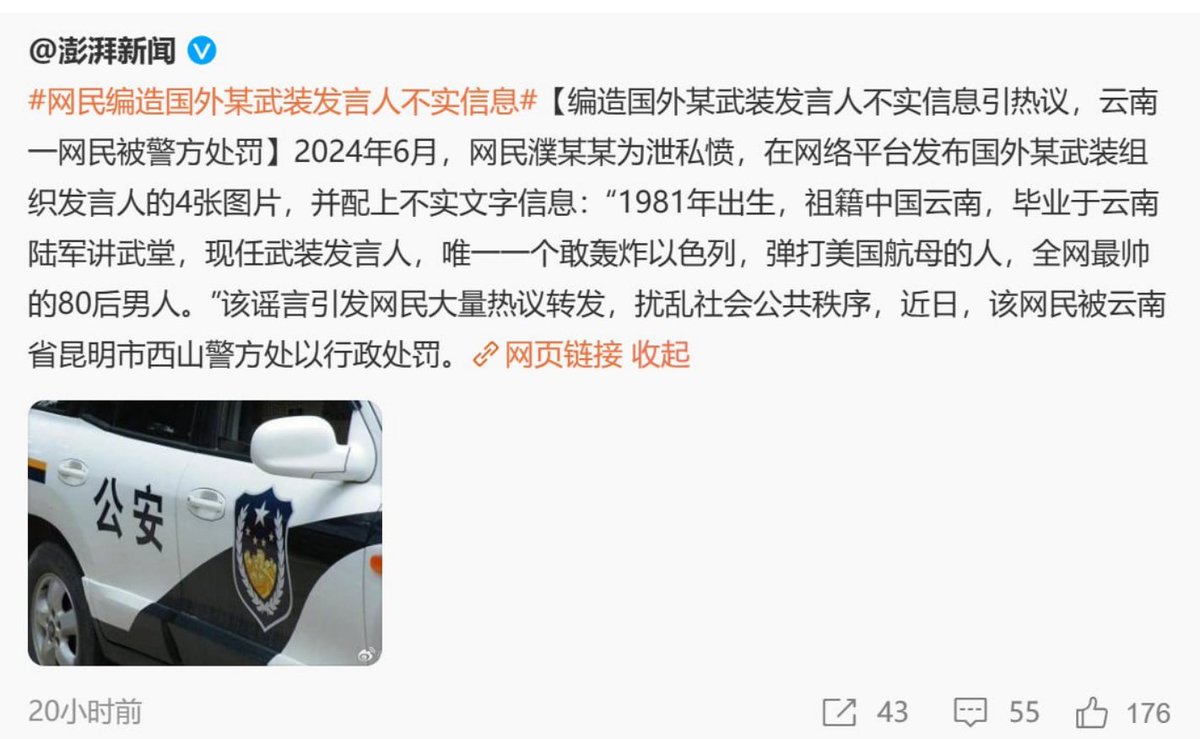 @澎湃新闻
#网民编造国外某武装发言人不实信息#【编造国外某武装发言人不实信息引热议，云南
一网民被警方处罚】2024年6月，网民濮某某为泄私愤，在网络平台发布国外某武装组
织发言人的4张图片，并配上不实文字信息：“1981年出生，祖籍中国云南，毕业于云南
陆军讲武堂，现任武装发言人，唯一一个敢轰炸以色列，弹打美国航母的人，全网最帅
的80后男人。“该谣言引发网民大量热议转发，扰乱社会公共秩序，近日，该网民被云南
省昆明市西山警方处以行政处罚。网页链接 收起
公安
20小时前
43 55 176